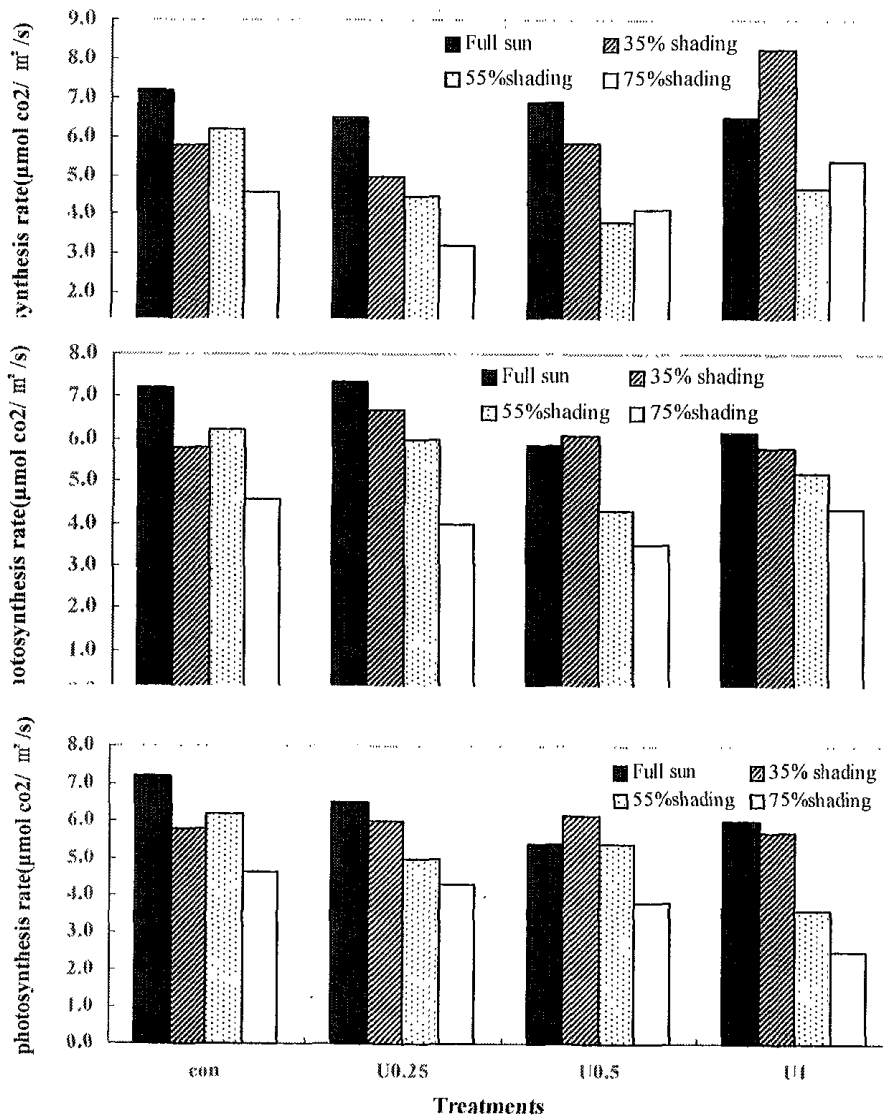 9.0
8.0
7.0
6.0
5.0
4.0
3.0
2.0
synthesis rate(μmol co2/ m²/s)
Full sun
35% shading
55%shading
75%shading
8.0
7.0
6.0
5.0
4.0
3.0
2.0
1.0
notosynthesis rate(μmol co2/ m²/s)
Full sun
35% shading
55%shading
75%shading
8.0
7.0
6.0
5.0
4.0
3.0
2.0
1.0
0.0
photosynthesis rate(μmol co2/ m²/s)
Full sun
35% shading
55%shading
75%shading
con
U0.25
U0.5
U1
Treatments